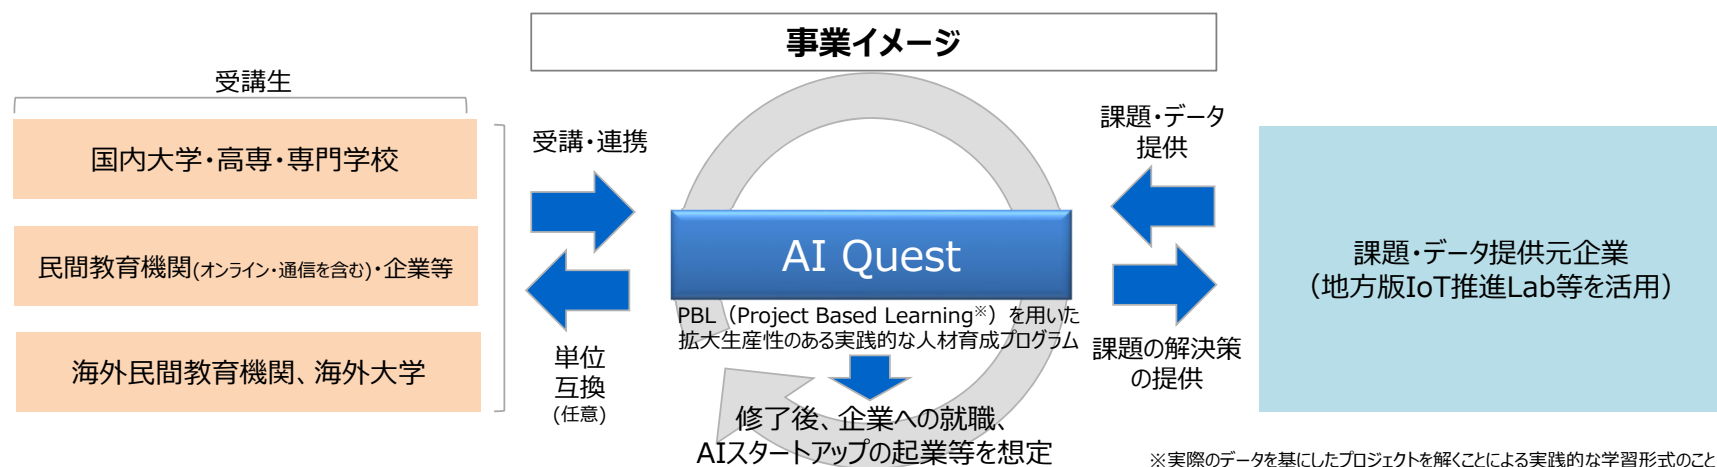 事業イメージ
受講生
国内大学・高専・専門学校
民間教育機関(オンライン・通信を含む)・企業等
海外民間教育機関、海外大学
受講・連携
単位
互換
(任意)
AI Quest
PBL（Project Based Learning※）を用いた
拡大生産性のある実践的な人材育成プログラム
修了後、企業への就職、
AIスタートアップの起業等を想定
課題・データ
提供
課題の解決策
の提供
課題・データ提供元企業
（地方版IoT推進Lab等を活用）
※実際のデータを基にしたプロジェクトを解くことによる実践的な学習形式のこと